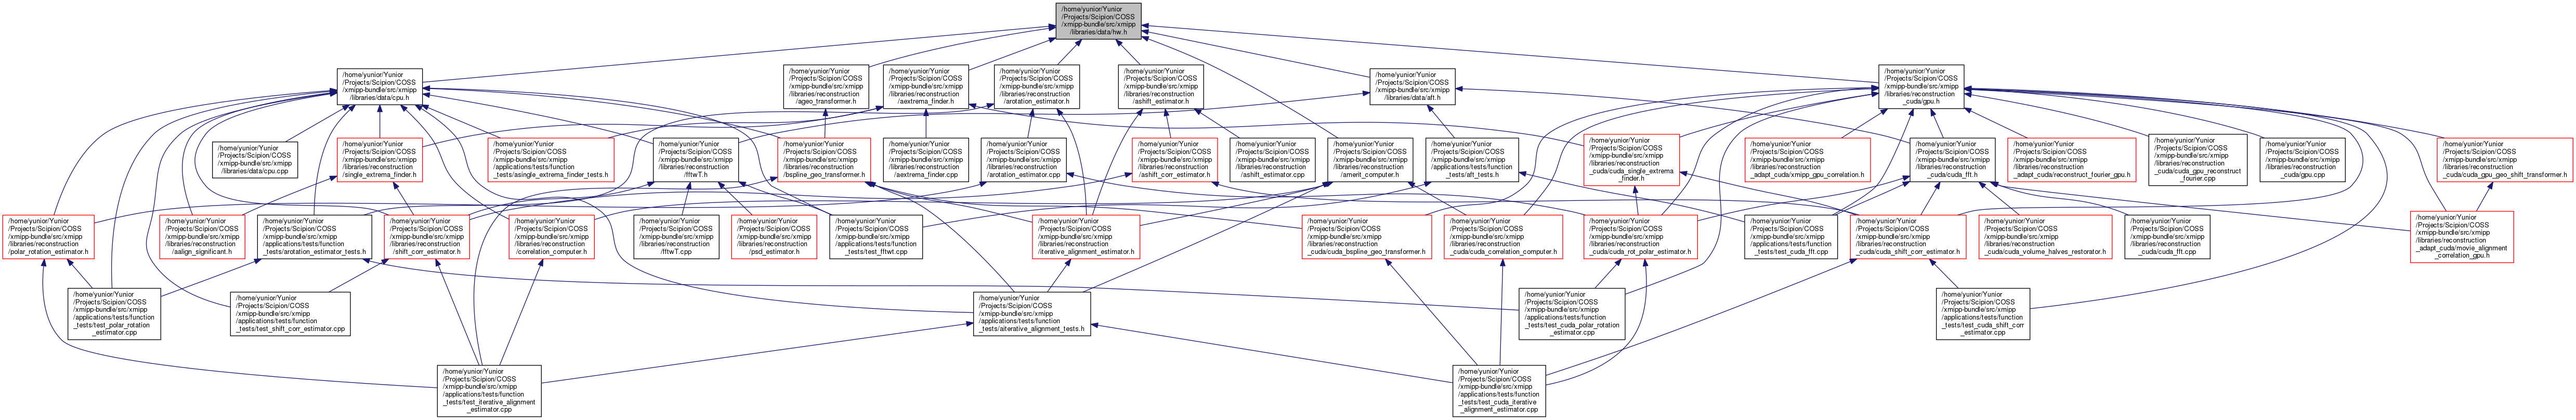 /home/yunior/Yunior
/Projects/Scipion/COSS
/xmipp-bundle/src/xmipp
/libraries/data/hw.h
/home/yunior/Yunior
/Projects/Scipion/COSS
/xmipp-bundle/src/xmipp
/libraries/data/cpu.h
/home/yunior/Yunior
/Projects/Scipion/COSS
/xmipp-bundle/src/xmipp
/libraries/reconstruction
/ageo_transformer.h
/home/yunior/Yunior
/Projects/Scipion/COSS
/xmipp-bundle/src/xmipp
/libraries/reconstruction
/aextrema_finder.h
/home/yunior/Yunior
/Projects/Scipion/COSS
/xmipp-bundle/src/xmipp
/libraries/reconstruction
/arotation_estimator.h
/home/yunior/Yunior
/Projects/Scipion/COSS
/xmipp-bundle/src/xmipp
/libraries/reconstruction
/ashift_estimator.h
/home/yunior/Yunior
/Projects/Scipion/COSS
/xmipp-bundle/src/xmipp
/libraries/data/aft.h
/home/yunior/Yunior
/Projects/Scipion/COSS
/xmipp-bundle/src/xmipp
/libraries/reconstruction
_cuda/gpu.h
/home/yunior/Yunior
/Projects/Scipion/COSS
/xmipp-bundle/src/xmipp
/libraries/data/cpu.cpp
/home/yunior/Yunior
/Projects/Scipion/COSS
/xmipp-bundle/src/xmipp
/libraries/reconstruction
/single_extrema_finder.h
/home/yunior/Yunior
/Projects/Scipion/COSS
/xmipp-bundle/src/xmipp
/applications/tests/function
_tests/asingle_extrema_finder_tests.h
/home/yunior/Yunior
/Projects/Scipion/COSS
/xmipp-bundle/src/xmipp
/libraries/reconstruction
/fftwT.h
/home/yunior/Yunior
/Projects/Scipion/COSS
/xmipp-bundle/src/xmipp
/libraries/reconstruction
/bspline_geo_transformer.h
/home/yunior/Yunior
/Projects/Scipion/COSS
/xmipp-bundle/src/xmipp
/libraries/reconstruction
/aextrema_finder.cpp
/home/yunior/Yunior
/Projects/Scipion/COSS
/xmipp-bundle/src/xmipp
/libraries/reconstruction
/arotation_estimator.cpp
/home/yunior/Yunior
/Projects/Scipion/COSS
/xmipp-bundle/src/xmipp
/libraries/reconstruction
/ashift_corr_estimator.h
/home/yunior/Yunior
/Projects/Scipion/COSS
/xmipp-bundle/src/xmipp
/libraries/reconstruction
/ashift_estimator.cpp
/home/yunior/Yunior
/Projects/Scipion/COSS
/xmipp-bundle/src/xmipp
/libraries/reconstruction
/amerit_computer.h
/home/yunior/Yunior
/Projects/Scipion/COSS
/xmipp-bundle/src/xmipp
/applications/tests/function
_tests/aft_tests.h
/home/yunior/Yunior
/Projects/Scipion/COSS
/xmipp-bundle/src/xmipp
/libraries/reconstruction
_cuda/cuda_single_extrema
_finder.h
/home/yunior/Yunior
/Projects/Scipion/COSS
/xmipp-bundle/src/xmipp
/libraries/reconstruction
_adapt_cuda/xmipp_gpu_correlation.h
/home/yunior/Yunior
/Projects/Scipion/COSS
/xmipp-bundle/src/xmipp
/libraries/reconstruction
_cuda/cuda_fft.h
/home/yunior/Yunior
/Projects/Scipion/COSS
/xmipp-bundle/src/xmipp
/libraries/reconstruction
_adapt_cuda/reconstruct_fourier_gpu.h
/home/yunior/Yunior
/Projects/Scipion/COSS
/xmipp-bundle/src/xmipp
/libraries/reconstruction
_cuda/cuda_gpu_reconstruct
_fourier.cpp
/home/yunior/Yunior
/Projects/Scipion/COSS
/xmipp-bundle/src/xmipp
/libraries/reconstruction
_cuda/gpu.cpp
/home/yunior/Yunior
/Projects/Scipion/COSS
/xmipp-bundle/src/xmipp
/libraries/reconstruction
_cuda/cuda_gpu_geo_shift_transformer.h
/home/yunior/Yunior
/Projects/Scipion/COSS
/xmipp-bundle/src/xmipp
/libraries/reconstruction
/polar_rotation_estimator.h
/home/yunior/Yunior
/Projects/Scipion/COSS
/xmipp-bundle/src/xmipp
/libraries/reconstruction
/aalign_significant.h
/home/yunior/Yunior
/Projects/Scipion/COSS
/xmipp-bundle/src/xmipp
/applications/tests/function
_tests/arotation_estimator_tests.h
/home/yunior/Yunior
/Projects/Scipion/COSS
/xmipp-bundle/src/xmipp
/libraries/reconstruction
/shift_corr_estimator.h
/home/yunior/Yunior
/Projects/Scipion/COSS
/xmipp-bundle/src/xmipp
/libraries/reconstruction
/correlation_computer.h
/home/yunior/Yunior
/Projects/Scipion/COSS
/xmipp-bundle/src/xmipp
/libraries/reconstruction
/fftwT.cpp
/home/yunior/Yunior
/Projects/Scipion/COSS
/xmipp-bundle/src/xmipp
/libraries/reconstruction
/psd_estimator.h
/home/yunior/Yunior
/Projects/Scipion/COSS
/xmipp-bundle/src/xmipp
/applications/tests/function
_tests/test_fftwt.cpp
/home/yunior/Yunior
/Projects/Scipion/COSS
/xmipp-bundle/src/xmipp
/libraries/reconstruction
/iterative_alignment_estimator.h
/home/yunior/Yunior
/Projects/Scipion/COSS
/xmipp-bundle/src/xmipp
/libraries/reconstruction
_cuda/cuda_bspline_geo_transformer.h
/home/yunior/Yunior
/Projects/Scipion/COSS
/xmipp-bundle/src/xmipp
/libraries/reconstruction
_cuda/cuda_correlation_computer.h
/home/yunior/Yunior
/Projects/Scipion/COSS
/xmipp-bundle/src/xmipp
/libraries/reconstruction
_cuda/cuda_rot_polar_estimator.h
/home/yunior/Yunior
/Projects/Scipion/COSS
/xmipp-bundle/src/xmipp
/applications/tests/function
_tests/test_cuda_fft.cpp
/home/yunior/Yunior
/Projects/Scipion/COSS
/xmipp-bundle/src/xmipp
/libraries/reconstruction
_cuda/cuda_shift_corr_estimator.h
/home/yunior/Yunior
/Projects/Scipion/COSS
/xmipp-bundle/src/xmipp
/libraries/reconstruction
_cuda/cuda_volume_halves_restorator.h
/home/yunior/Yunior
/Projects/Scipion/COSS
/xmipp-bundle/src/xmipp
/libraries/reconstruction
_cuda/cuda_fft.cpp
/home/yunior/Yunior
/Projects/Scipion/COSS
/xmipp-bundle/src/xmipp
/libraries/reconstruction
_adapt_cuda/movie_alignment
_correlation_gpu.h
/home/yunior/Yunior
/Projects/Scipion/COSS
/xmipp-bundle/src/xmipp
/applications/tests/function
_tests/test_polar_rotation
_estimator.cpp
/home/yunior/Yunior
/Projects/Scipion/COSS
/xmipp-bundle/src/xmipp
/applications/tests/function
_tests/test_shift_corr_estimator.cpp
/home/yunior/Yunior
/Projects/Scipion/COSS
/xmipp-bundle/src/xmipp
/applications/tests/function
_tests/aiterative_alignment_tests.h
/home/yunior/Yunior
/Projects/Scipion/COSS
/xmipp-bundle/src/xmipp
/applications/tests/function
_tests/test_cuda_polar_rotation
_estimator.cpp
/home/yunior/Yunior
/Projects/Scipion/COSS
/xmipp-bundle/src/xmipp
/applications/tests/function
_tests/test_cuda_shift_corr
_estimator.cpp
/home/yunior/Yunior
/Projects/Scipion/COSS
/xmipp-bundle/src/xmipp
/applications/tests/function
_tests/test_iterative_alignment
_estimator.cpp
/home/yunior/Yunior
/Projects/Scipion/COSS
/xmipp-bundle/src/xmipp
/applications/tests/function
_tests/test_cuda_iterative
_alignment_estimator.cpp